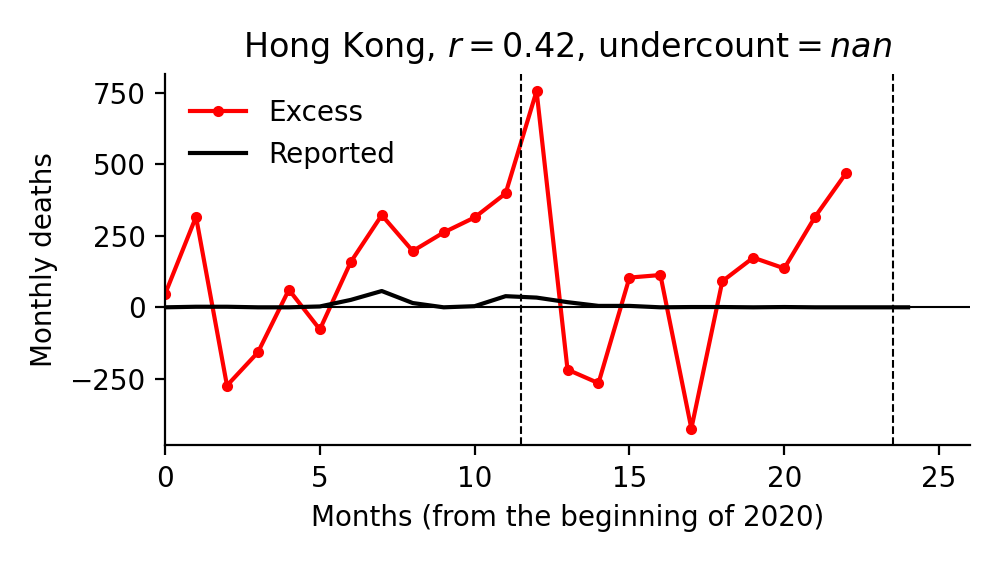 Hong Kong, r = 0.42, undercount = nan
Excess
Reported
Monthly deaths
750
500
250
0
−250
0 5 10 15 20 25
Months (from the beginning of 2020)